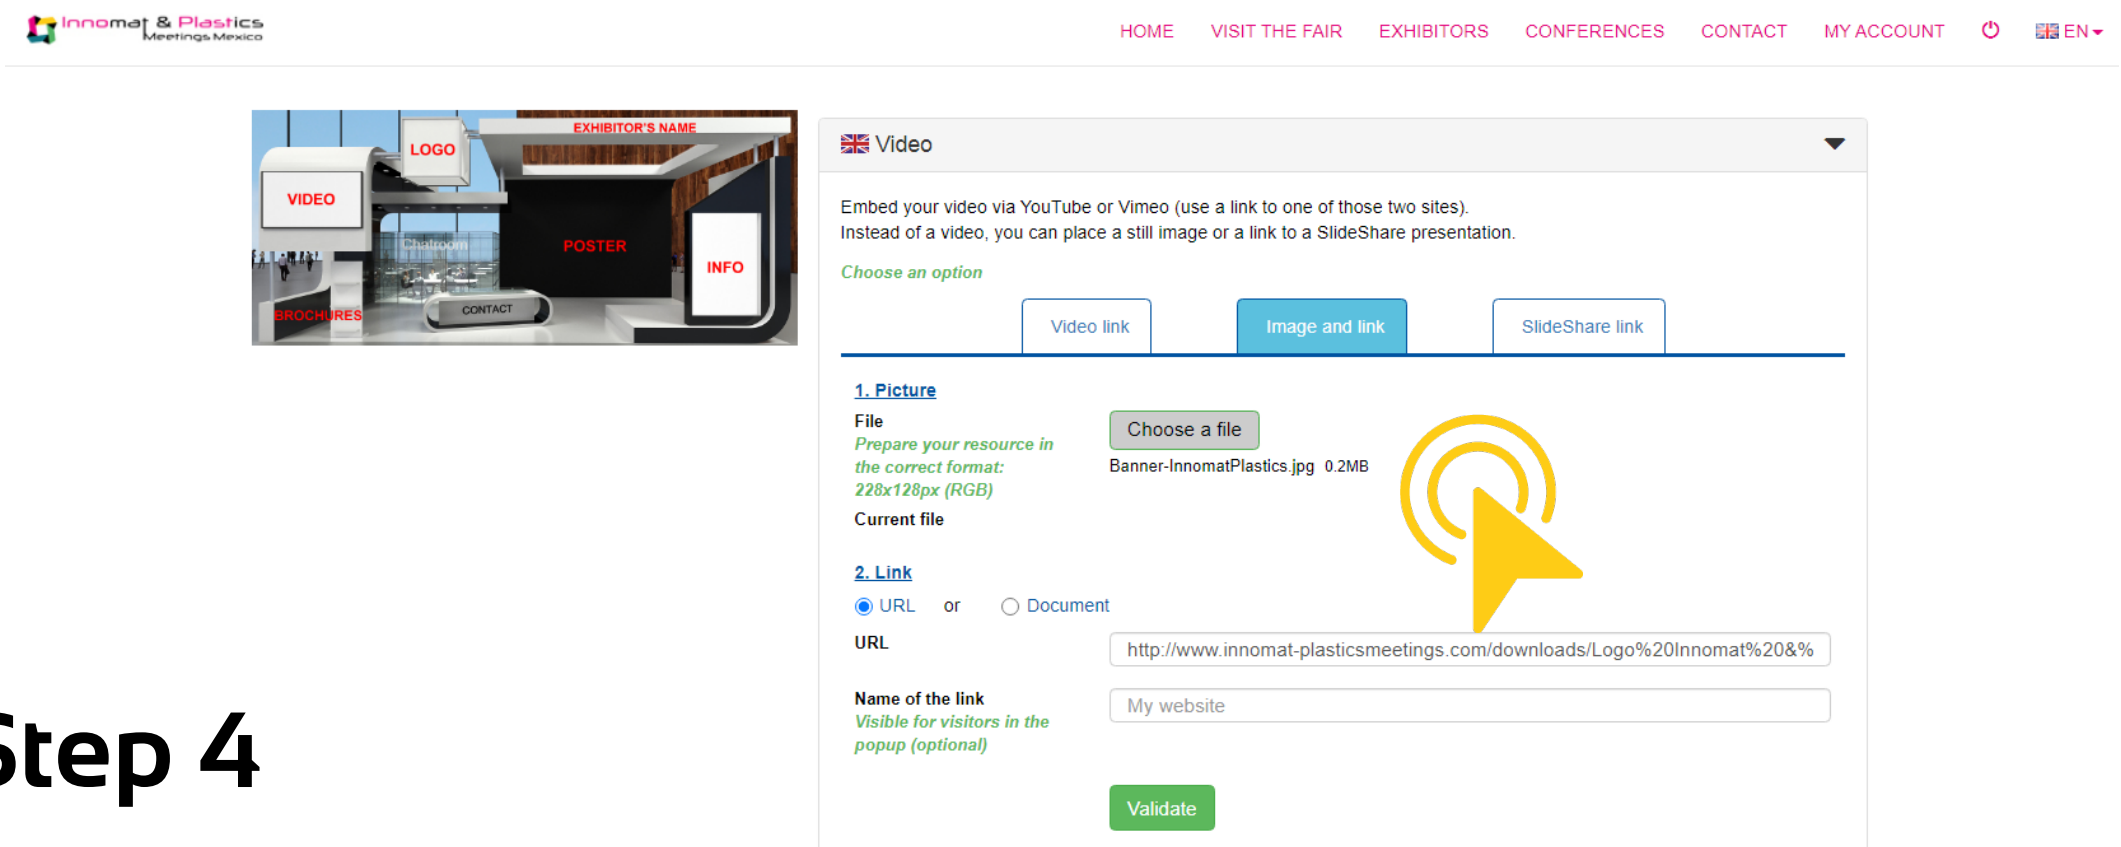 Innomat & Plastics
Meetings Mexico
HOME VISIT THE FAIR EXHIBITORS CONFERENCES CONTACT MY ACCOUNT EN
EXHIBITOR'S NAME
LOGO
VIDEO
Chatroom
POSTER
INFO
CONTACT
BROCHURES
Video
Embed your video via YouTube or Vimeo (use a link to one of those two sites).
Instead of a video, you can place a still image or a link to a SlideShare presentation.
Choose an option
Video link Image and link SlideShare link
1. Picture
File
Choose a file
Prepare your resource in
the correct format:
228x128px (RGB)
Banner-InnomatPlastics.jpg 0.2MB
Current file
2. Link
URL or Document
URL
http://www.innomat-plasticsmeetings.com/downloads/Logo%20Innomat%20&%
Name of the link
My website
Visible for visitors in the
popup (optional)
Validate
Step 4